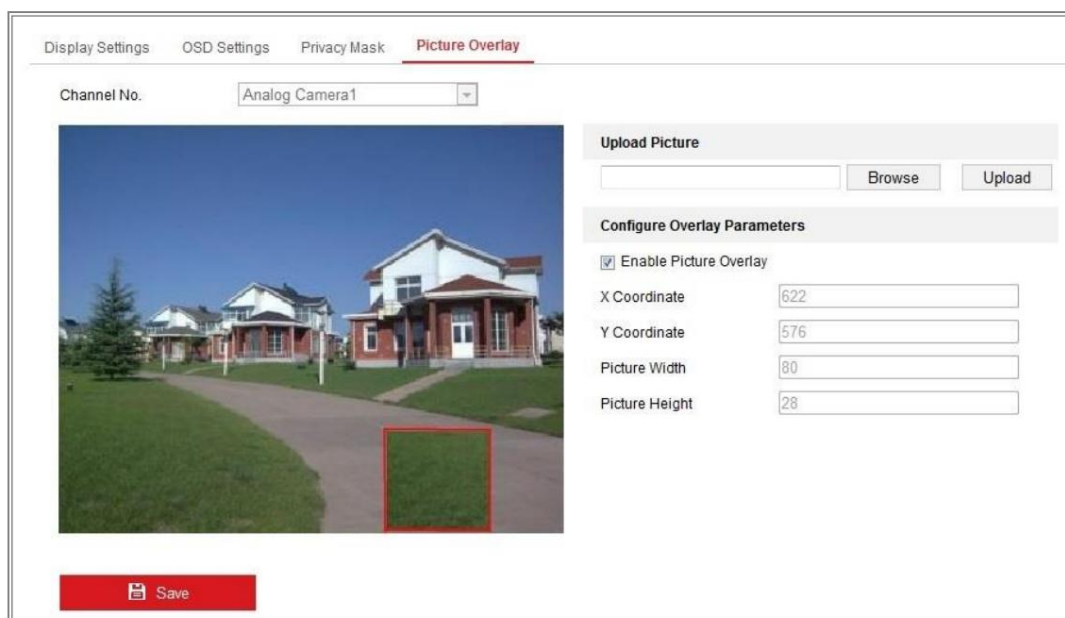 Display Settings OSD Settings Privacy Mask Picture Overlay
Channel No. Analog Camera1
Upload Picture
Browse Upload
Configure Overlay Parameters
Enable Picture Overlay
X Coordinate 622
Y Coordinate 576
Picture Width 80
Picture Height 28
Save